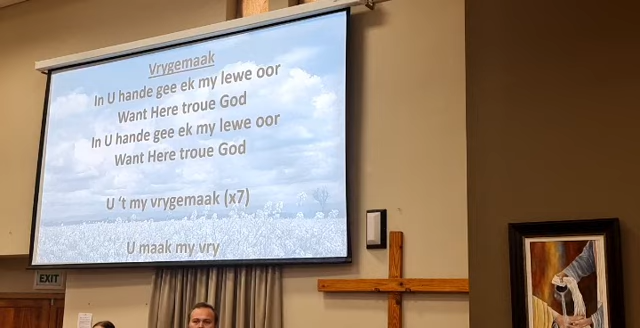 Vrygemaak
In U hande gee ek my lewe oor
Want Here troue God
In U hande gee ek my lewe oor
Want Here troue God
U 't my vrygemaak (x7)
U maak my vry
EXIT